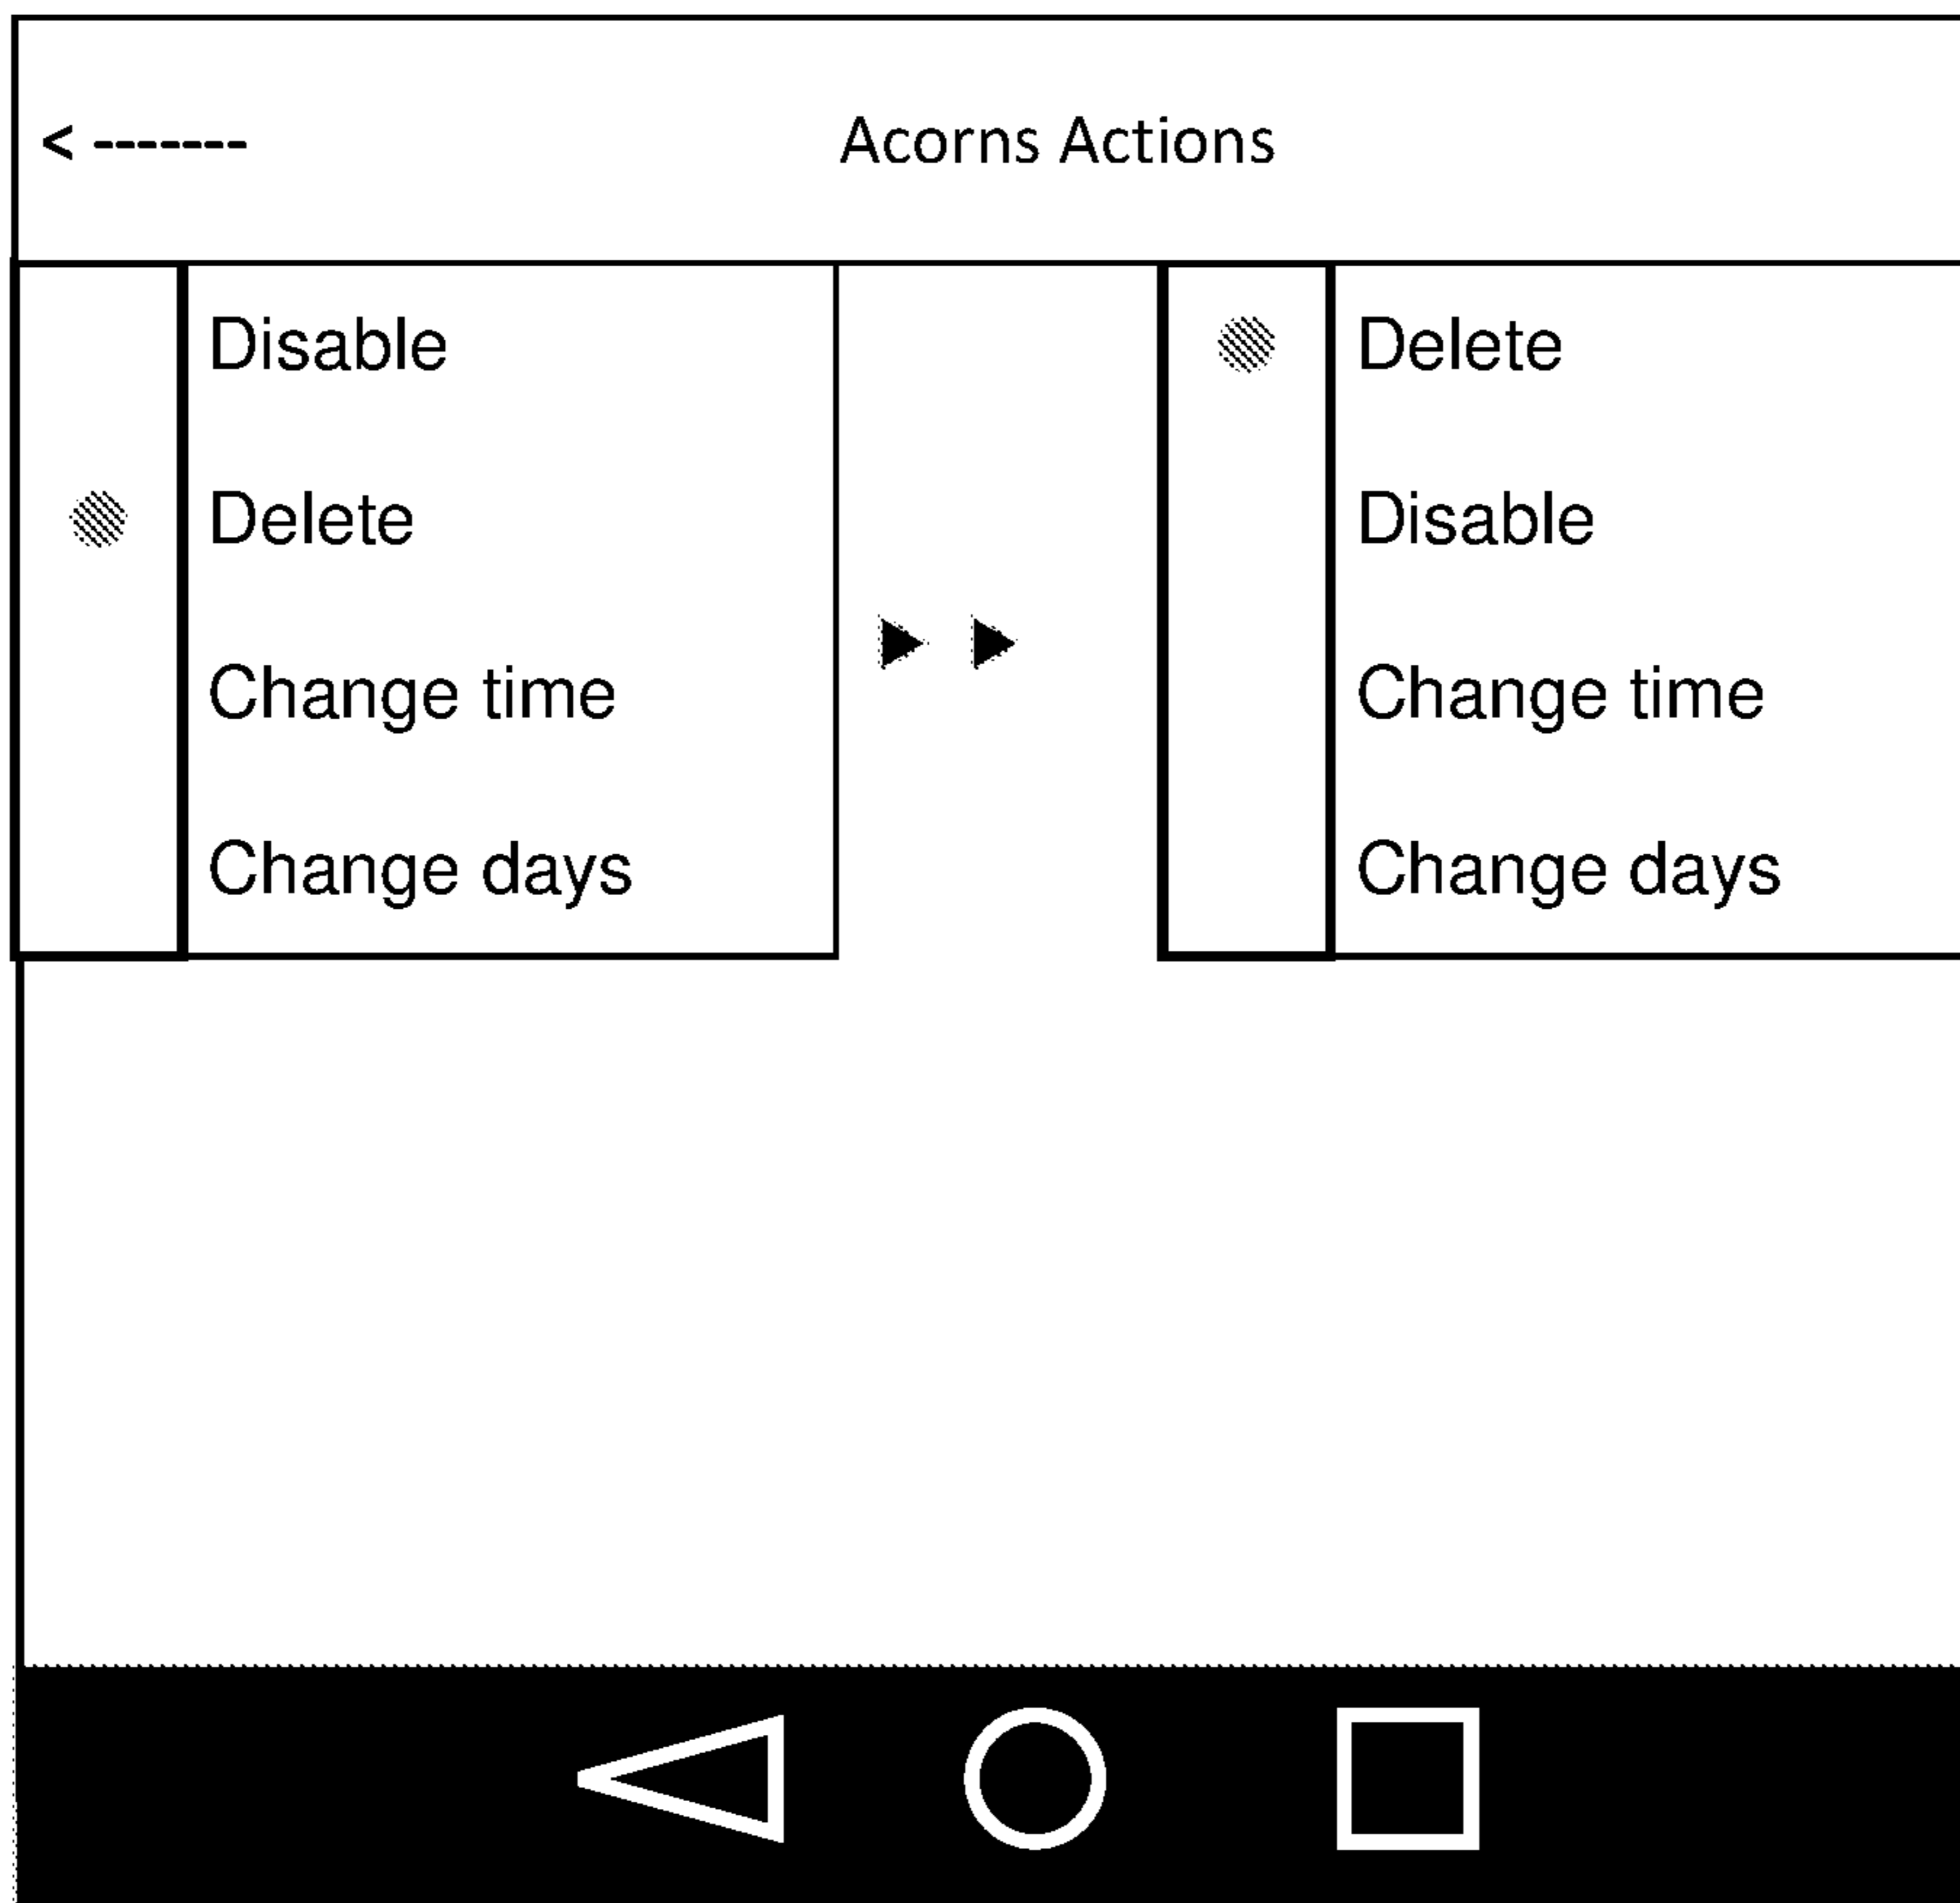 < ------- Acorns Actions
Disable
Delete
Change time
Change days
Delete
Disable
Change time
Change days